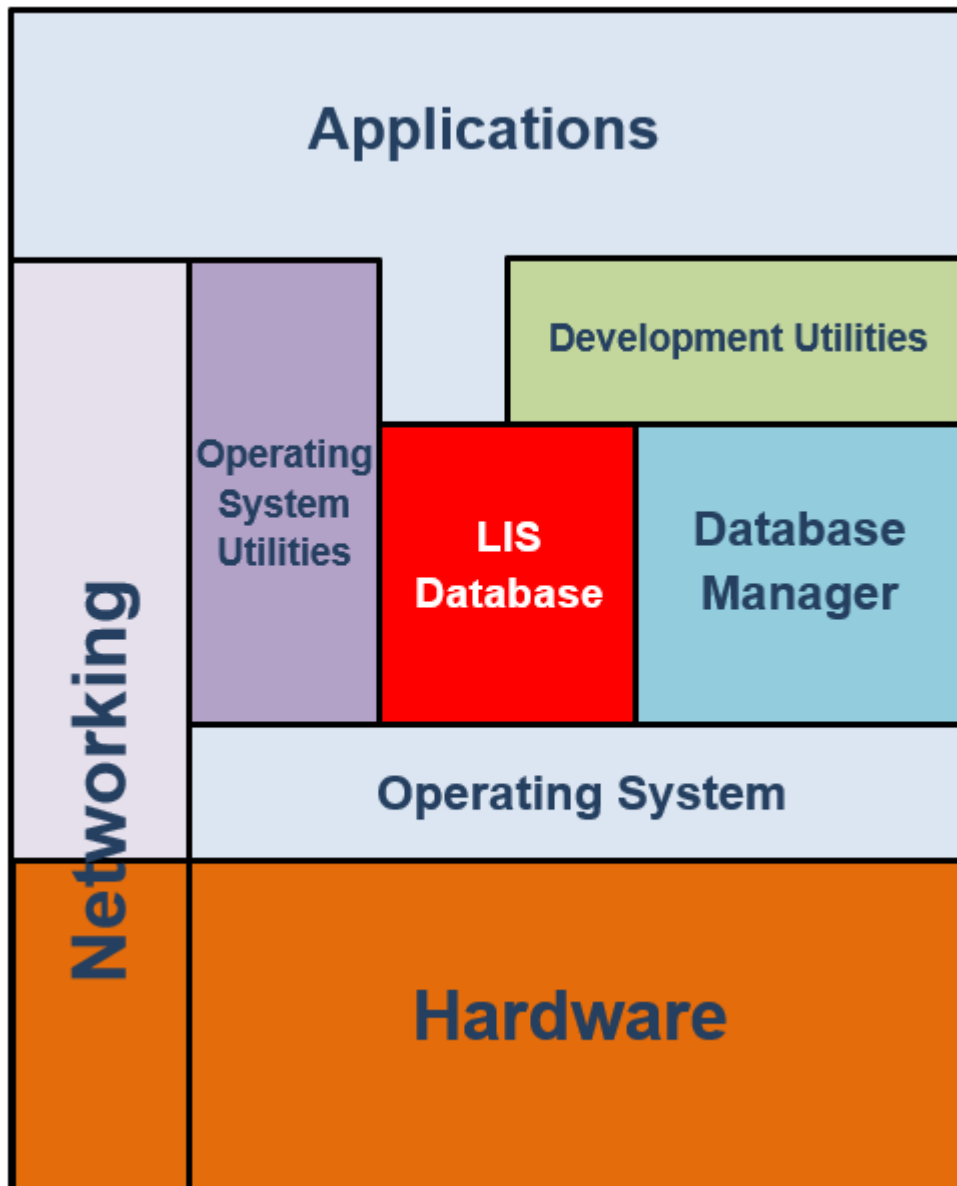 Applications
Development Utilities
Operating
System
Utilities
LIS
Database
Database
Manager
Networking
Operating System
Hardware